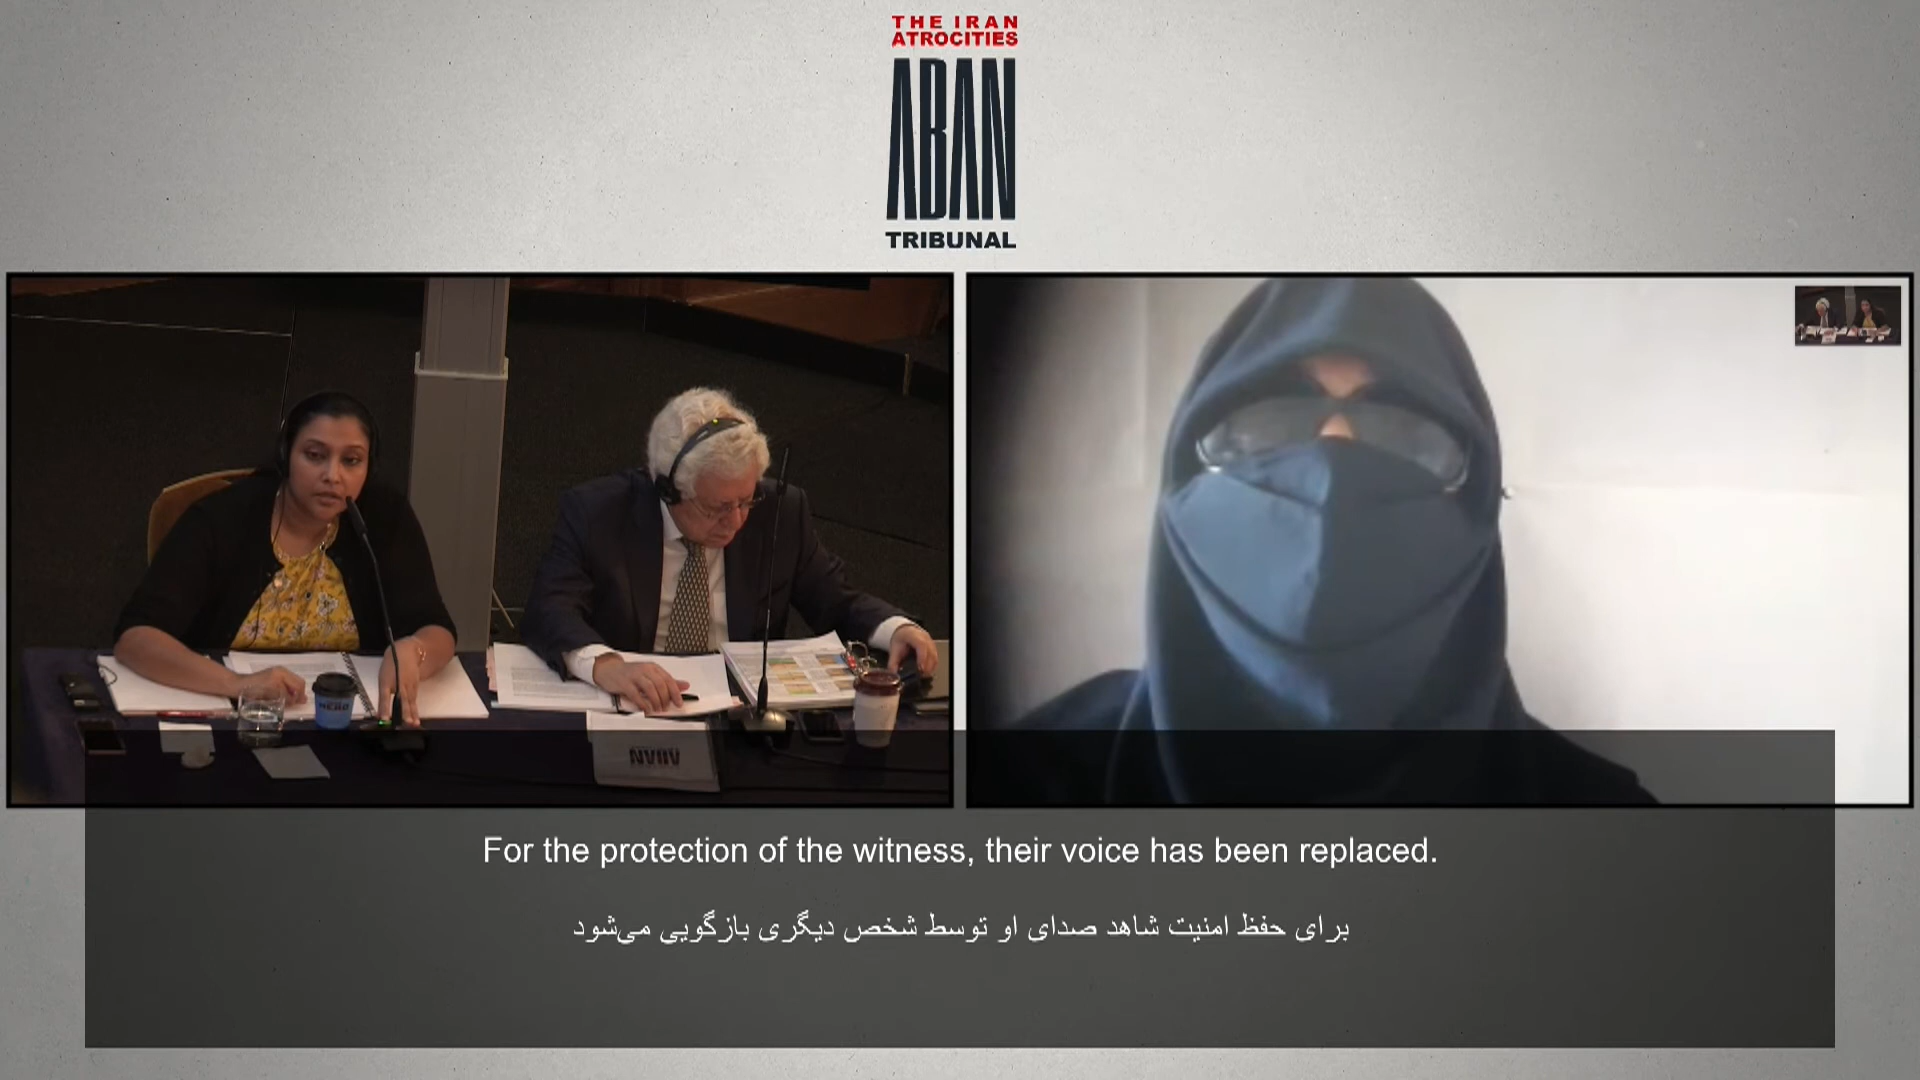 THE IRAN
ATROCITIES
ABAN
TRIBUNAL
NERO
For the protection of the witness, their voice has been replaced.
برای حفظ امنیت شاهد صدای او توسط شخص دیگری بازگویی می‌شود